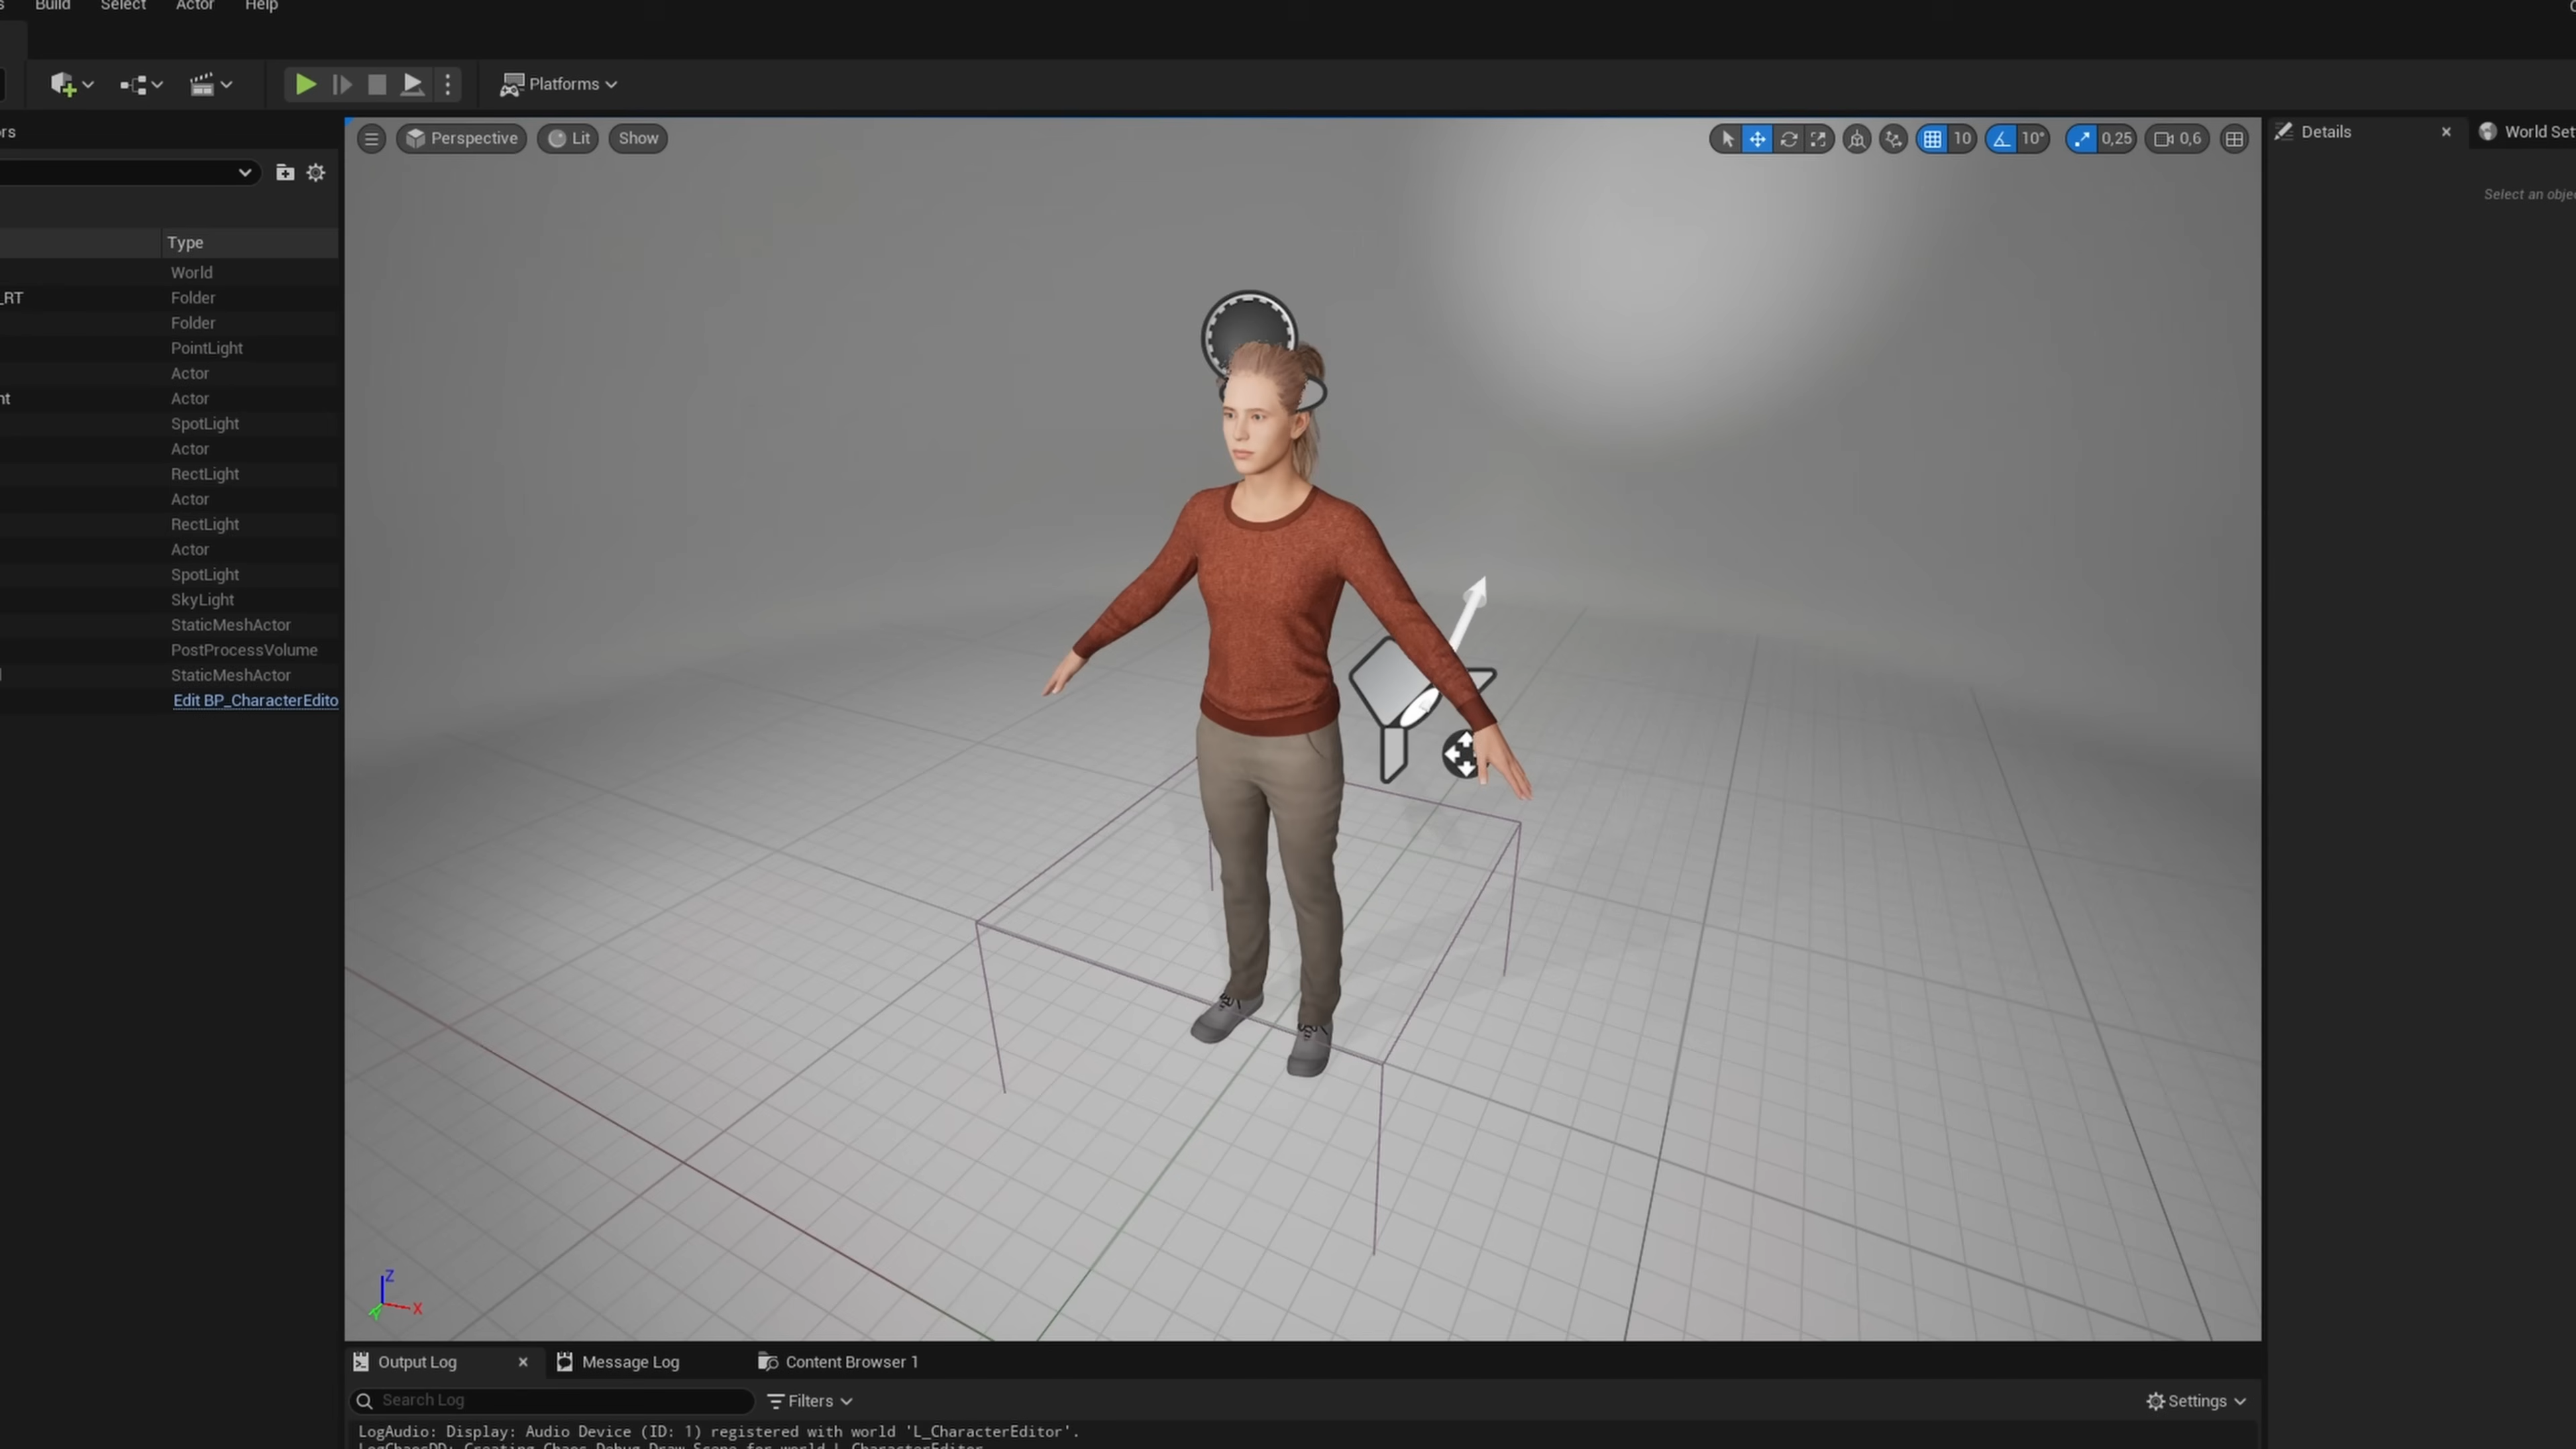 Build Select Actor Help
Platforms
Perspective Lit Show 10 10° 0,25 0,6
Details World Set
Select an obje
ors
Type
World
_RT Folder
Folder
PointLight
Actor
nt Actor
SpotLight
Actor
RectLight
Actor
RectLight
Actor
SpotLight
SkyLight
StaticMeshActor
PostProcessVolume
StaticMeshActor
Edit BP_CharacterEdito
Z
X
Output Log Message Log Content Browser 1
Search Log Filters Settings
LogAudio: Display: Audio Device (ID: 1) registered with world 'L_CharacterEditor'.